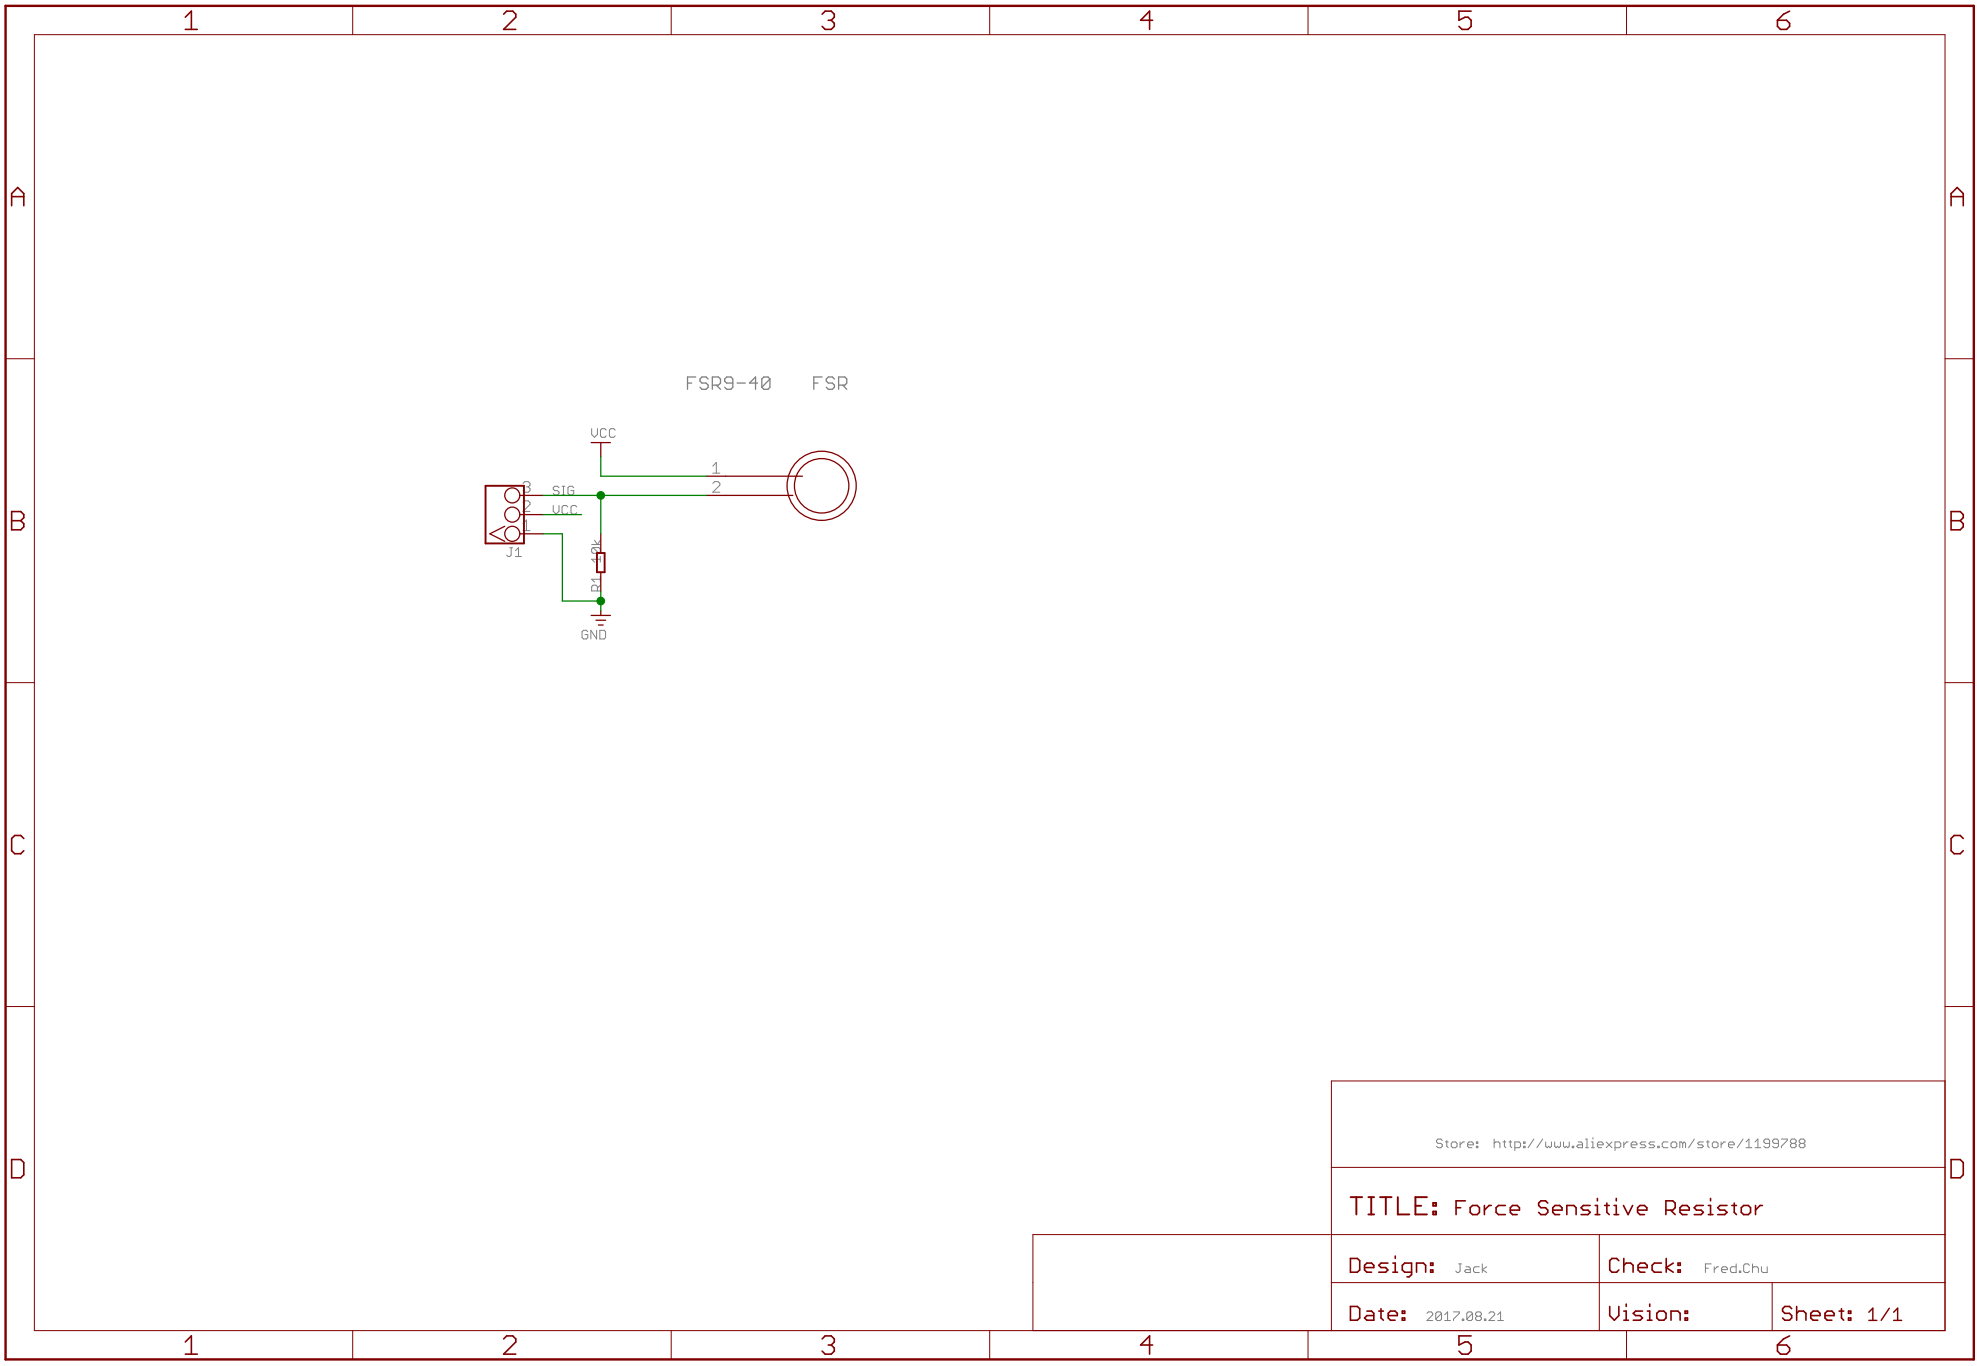 1 2 3 4 5 6
A A
FSR9-40 FSR
VCC
1
2
3 SIG
2 VCC
1
J1
R1 10k
GND
B B
C C
Store: http://www.aliexpress.com/store/1199788
D D
TITLE: Force Sensitive Resistor
Design: Jack Check: Fred.Chu
Date: 2017.08.21 Vision: Sheet: 1/1
1 2 3 4 5 6